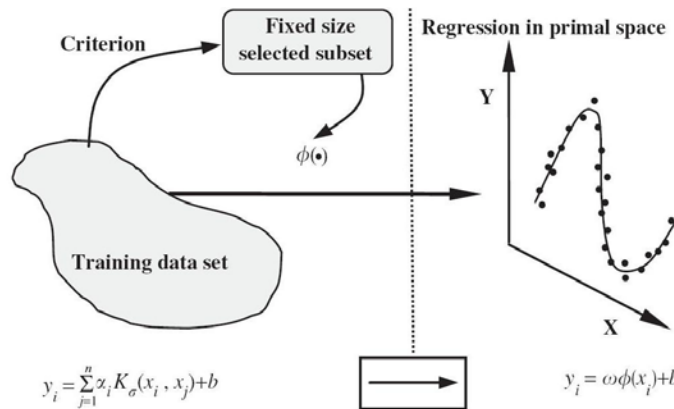 Criterion
Fixed size
selected subset
Regression in primal space
Y
ϕ(•)
Training data set
X
y_i = \sum_{j=1}^{n} α_i K_σ(x_i , x_j)+b
y_i = ωϕ(x_i)+b